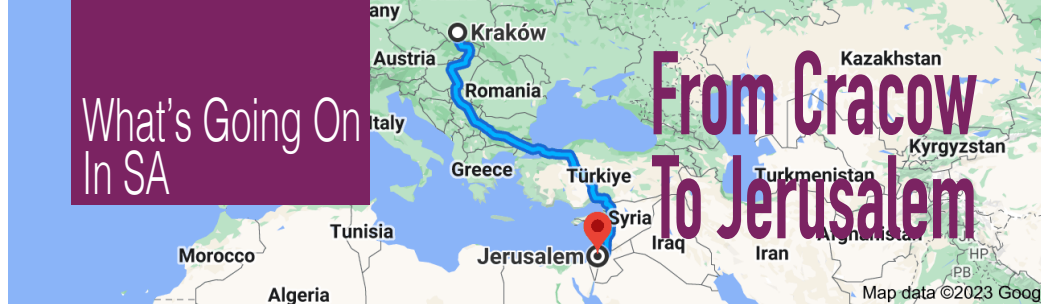 What's Going On
In SA
From Cracow
To Jerusalem
any
Kraków
Austria
Kazakhstan
Romania
Italy
Kyrgyzstan
Greece
Türkiye
Turkmenistan
Syria
Tunisia
Afghanistan
Iraq
Morocco
Jerusalem
Iran
HP
PB
Algeria
Map data ©2023 Goog